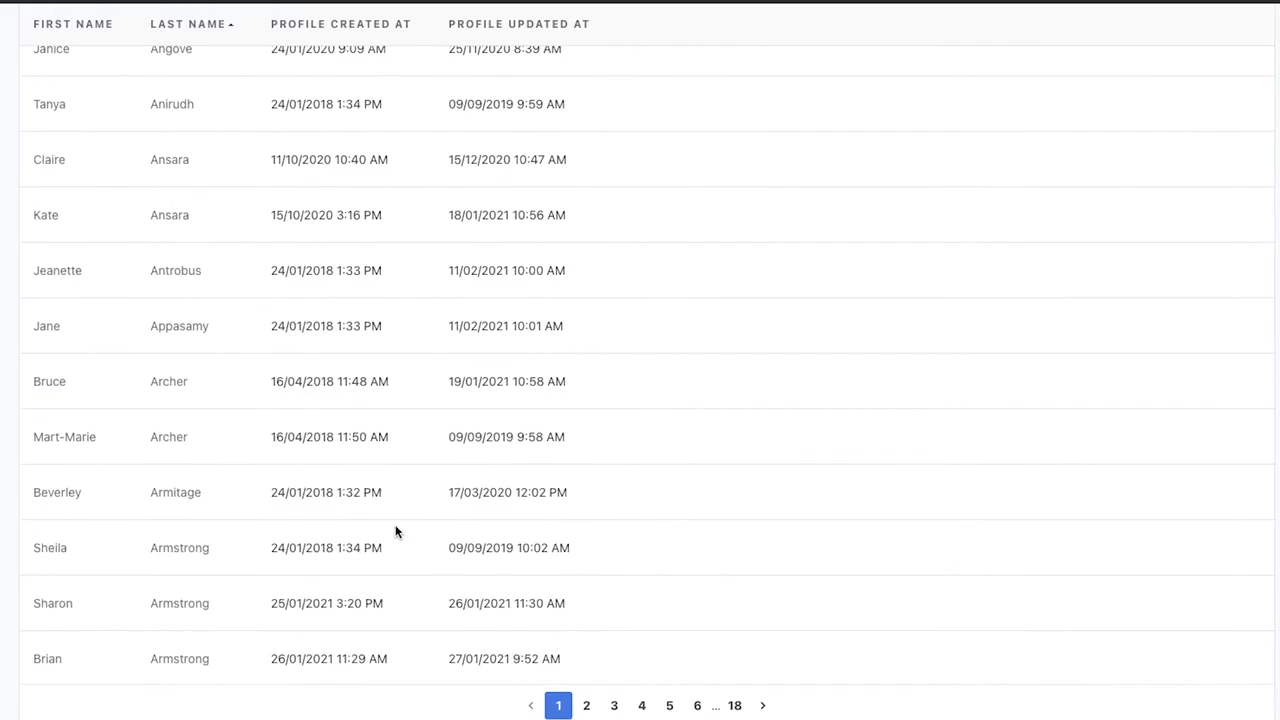 FIRST NAME LAST NAME PROFILE CREATED AT PROFILE UPDATED AT
Janice Angove 24/01/2020 9:09 AM 25/11/2020 8:39 AM
Tanya Anirudh 24/01/2018 1:34 PM 09/09/2019 9:59 AM
Claire Ansara 11/10/2020 10:40 AM 15/12/2020 10:47 AM
Kate Ansara 15/10/2020 3:16 PM 18/01/2021 10:56 AM
Jeanette Antrobus 24/01/2018 1:33 PM 11/02/2021 10:00 AM
Jane Appasamy 24/01/2018 1:33 PM 11/02/2021 10:01 AM
Bruce Archer 16/04/2018 11:48 AM 19/01/2021 10:58 AM
Mart-Marie Archer 16/04/2018 11:50 AM 09/09/2019 9:58 AM
Beverley Armitage 24/01/2018 1:32 PM 17/03/2020 12:02 PM
Sheila Armstrong 24/01/2018 1:34 PM 09/09/2019 10:02 AM
Sharon Armstrong 25/01/2021 3:20 PM 26/01/2021 11:30 AM
Brian Armstrong 26/01/2021 11:29 AM 27/01/2021 9:52 AM
1 2 3 4 5 6 ... 18